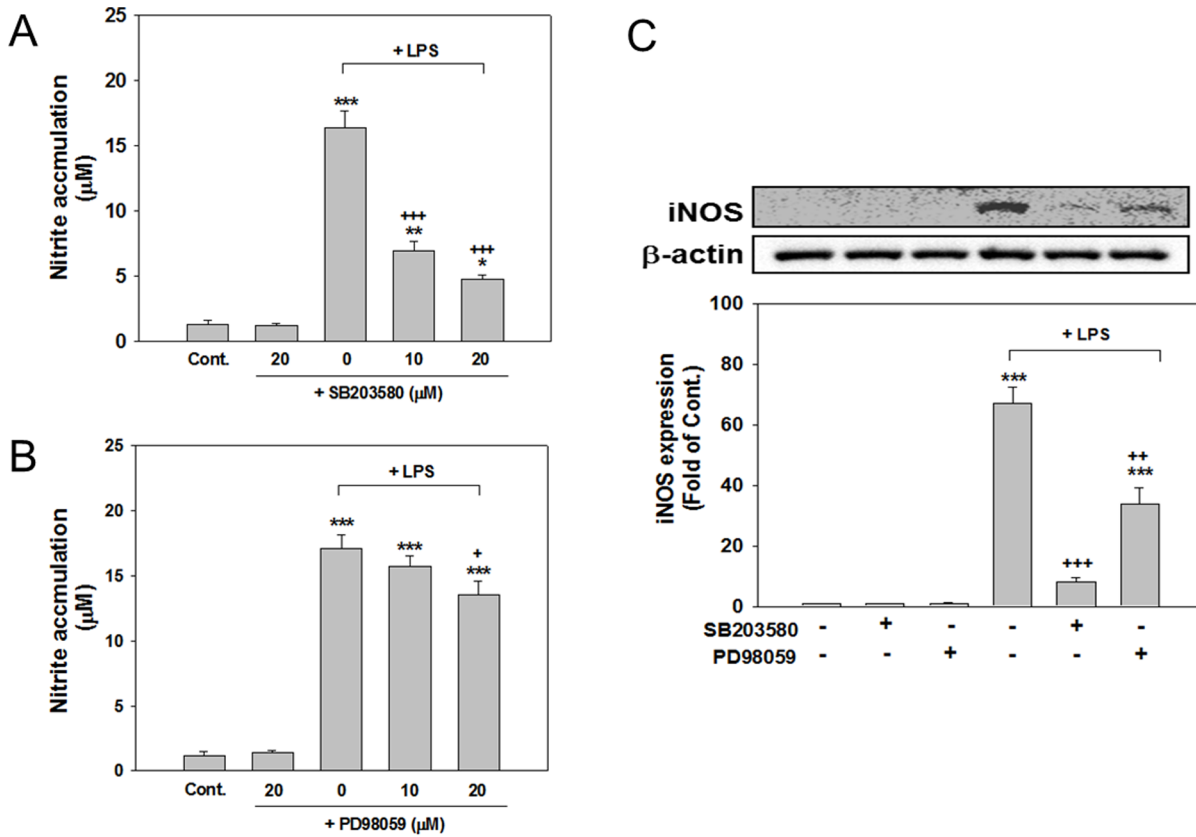 A
25
20
15
10
5
0
Nitrite accmulation
(μM)
+ LPS
***
+++
**
+++
*
Cont. 20 0 10 20
+ SB203580 (μM)
B
25
20
15
10
5
0
Nitrite accmulation
(μM)
+ LPS
***
***
+
***
Cont. 20 0 10 20
+ PD98059 (μM)
C
iNOS
β-actin
100
80
60
40
20
0
iNOS expression
(Fold of Cont.)
+ LPS
***
+++
++
***
SB203580 - + - - + -
PD98059 - - + - - +